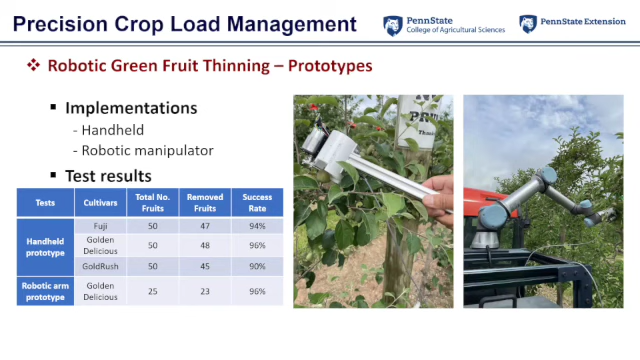 Precision Crop Load Management
PennState
College of Agricultural Sciences
PennState Extension
❖ Robotic Green Fruit Thinning – Prototypes
▪ Implementations
- Handheld
- Robotic manipulator
▪ Test results
Tests Cultivars Total No. Fruits Removed Fruits Success Rate
Handheld prototype Fuji 50 47 94%
Golden Delicious 50 48 96%
GoldRush 50 45 90%
Robotic arm prototype Golden Delicious 25 23 96%